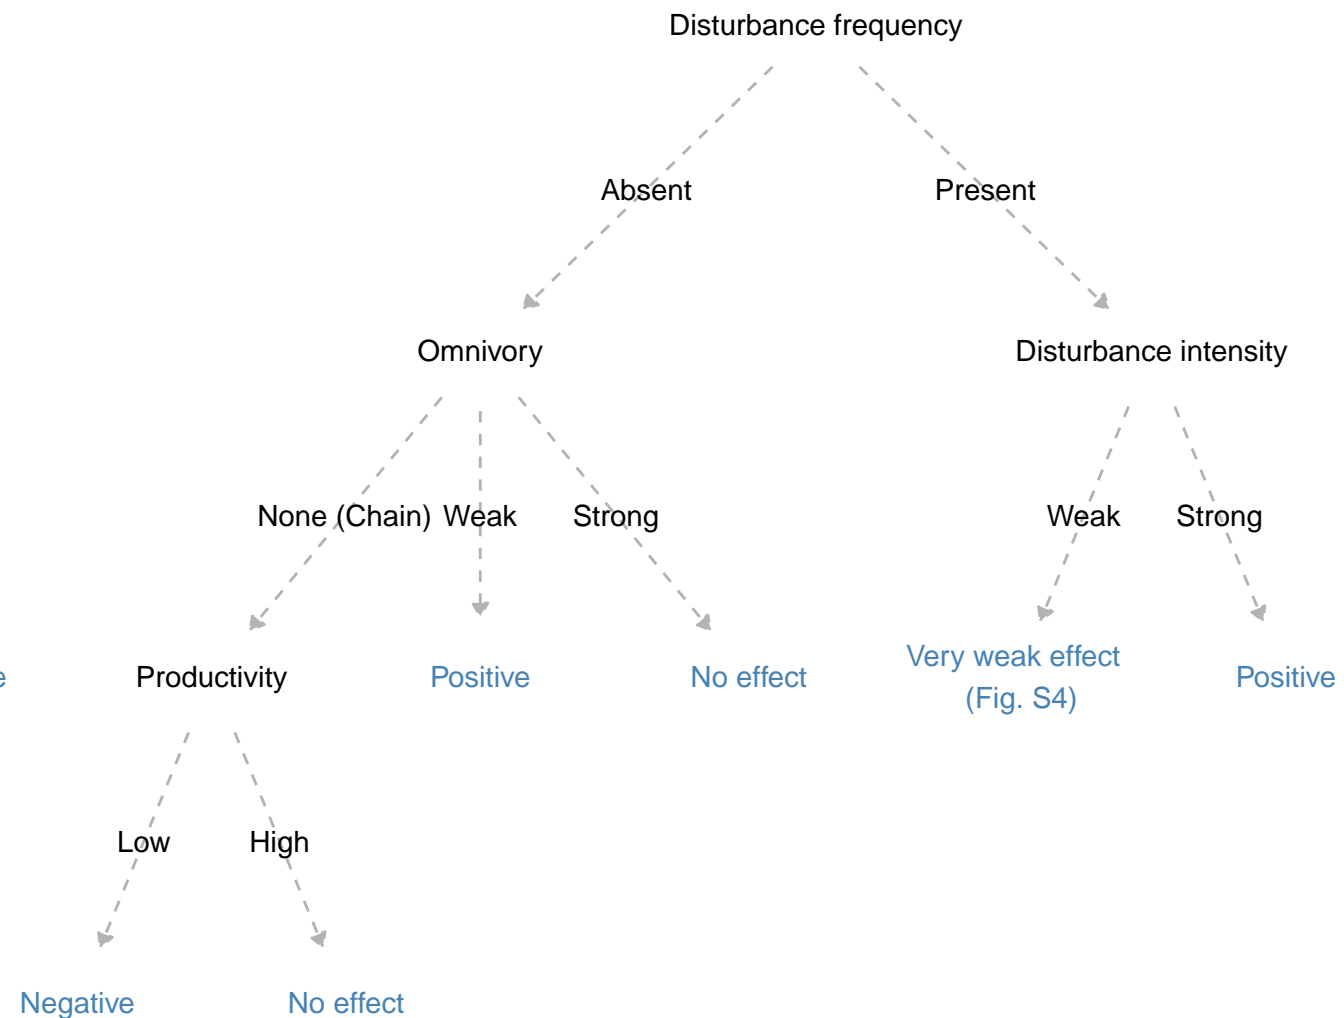 Disturbance frequency
Absent Present
Omnivory Disturbance intensity
None (Chain) Weak Strong Weak Strong
e Productivity Positive No effect Very weak effect Positive
(Fig. S4)
Low High
Negative No effect